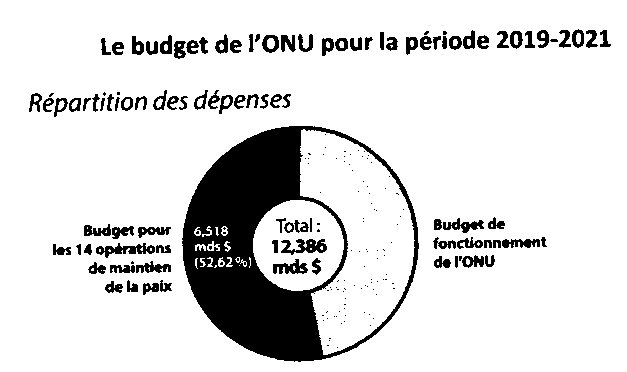 Le budget de l'ONU pour la période 2019-2021
Répartition des dépenses
Budget pour
les 14 opérations
de maintien
de la paix
6,518
mds $
(52,62 %)
Total :
12,386
mds $
Budget de
fonctionnement
de l'ONU